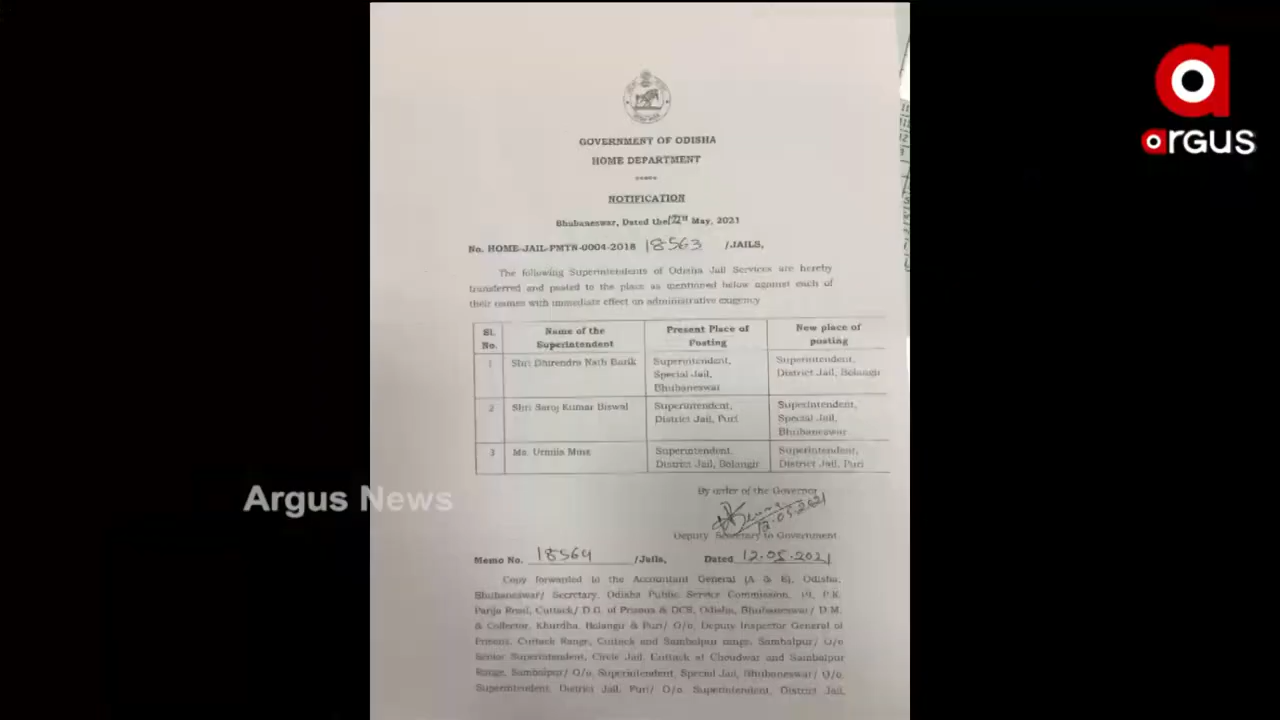 argus
GOVERNMENT OF ODISHA
HOME DEPARTMENT
*****
NOTIFICATION
Bhubaneswar, Dated the 12TH May, 2021
No. HOME-JAIL-PMTN-0004-2018 18563 /JAILS,
The following Superintendents of Odisha Jail Services are hereby
transferred and posted to the place as mentioned below against each of
their names with immediate effect on administrative exigency
Sl. No. Name of the Superintendent Present Place of Posting New place of posting
1 Shri Dhirendra Nath Barik Superintendent, Special Jail, Bhubaneswar Superintendent, District Jail, Bolangir
2 Shri Saroj Kumar Biswal Superintendent, District Jail, Puri Superintendent, Special Jail, Bhubaneswar
3 Ms. Urmila Superintendent, District Jail, Bolangir Superintendent, District Jail, Puri
By order of the Governor
12.05.2021
Deputy Secretary to Government
Argus News
Memo No. 18564 /Jails, Dated 12.05.2021
Copy forwarded to the Accountant General (A & E), Odisha,
Bhubaneswar/ Secretary, Odisha Public Service Commission, 19, P.K.
Parija Road, Cuttack/ D.G. of Prisons & DCS, Odisha, Bhubaneswar/ D.M.
& Collector, Khurdha, Bolangir & Puri/ O/o, Deputy Inspector General of
Prisons, Cuttack Range, Cuttack and Sambalpur range, Sambalpur/ O/o
Senior Superintendent, Circle Jail, Cuttack at Choudwar and Sambalpur
Range, Sambalpur/ O/o. Superintendent, Special Jail, Bhubaneswar/ O/o.
Superintendent, District Jail, Puri/ O/o. Superintendent, District Jail,